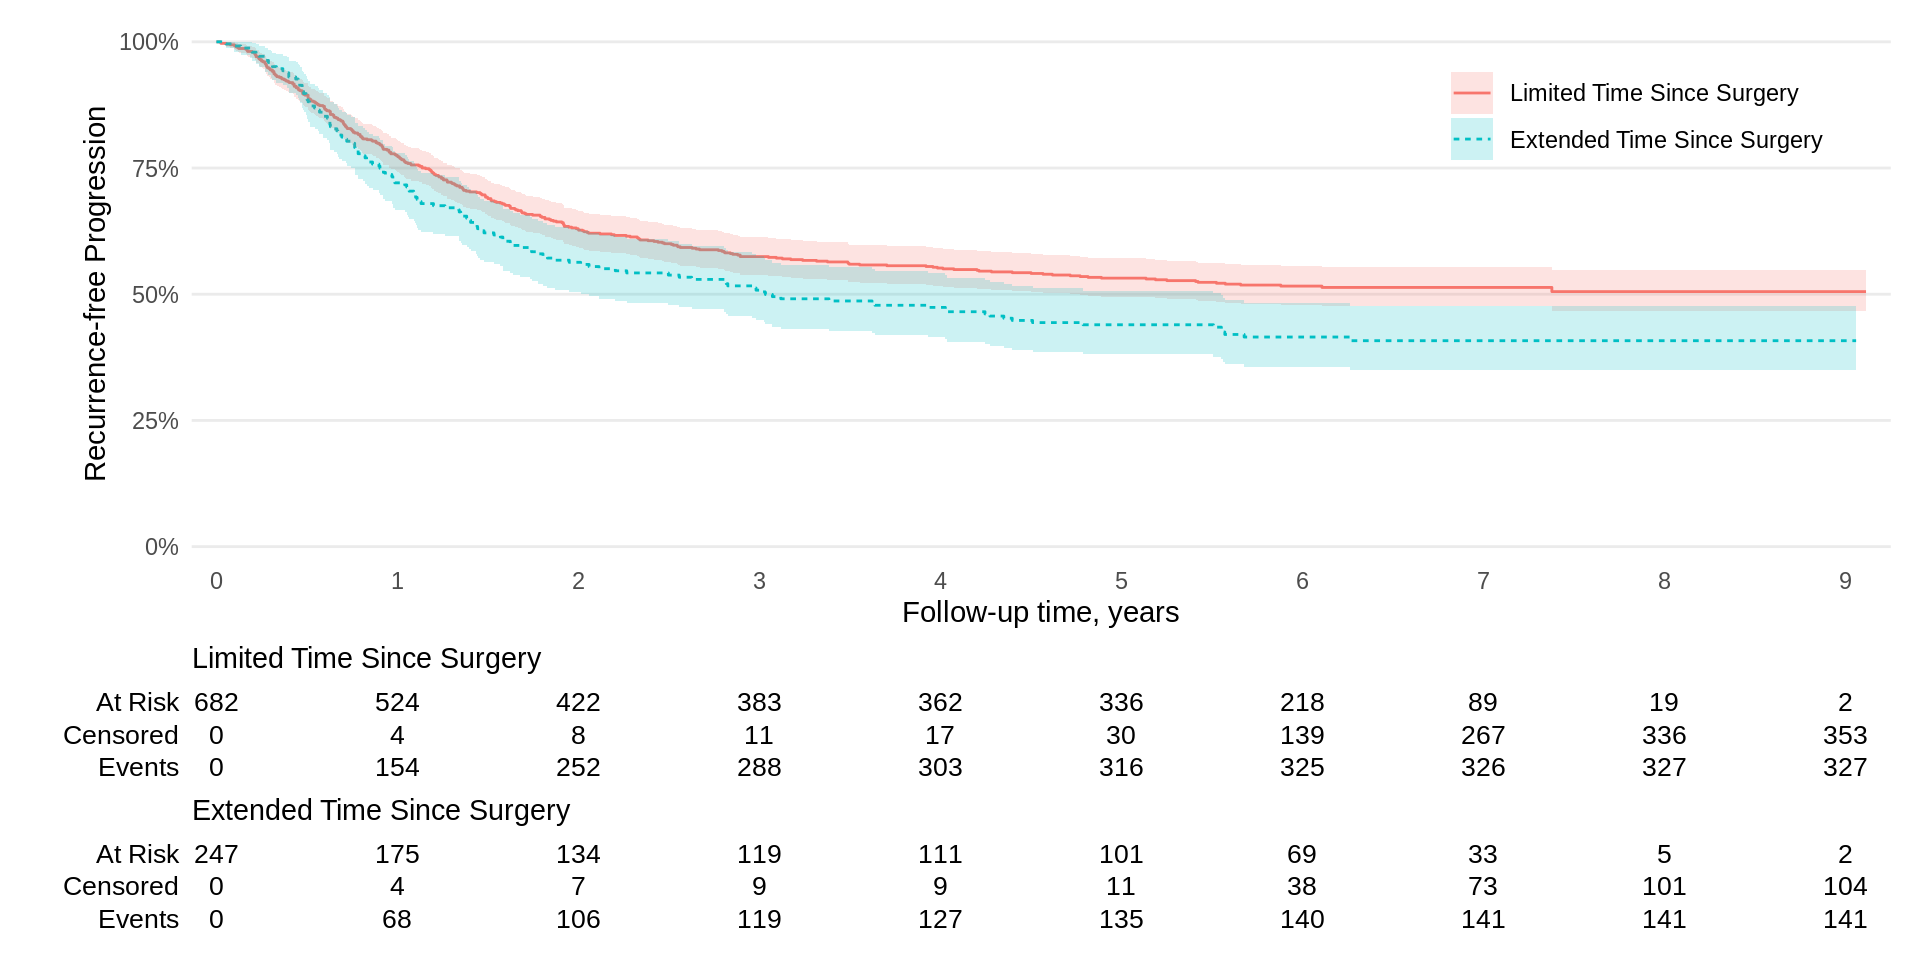 100%
75%
50%
25%
0%
Recurrence-free Progression
Limited Time Since Surgery
Extended Time Since Surgery
0 1 2 3 4 5 6 7 8 9
Follow-up time, years
Limited Time Since Surgery
At Risk 682 524 422 383 362 336 218 89 19 2
Censored 0 4 8 11 17 30 139 267 336 353
Events 0 154 252 288 303 316 325 326 327 327
Extended Time Since Surgery
At Risk 247 175 134 119 111 101 69 33 5 2
Censored 0 4 7 9 9 11 38 73 101 104
Events 0 68 106 119 127 135 140 141 141 141